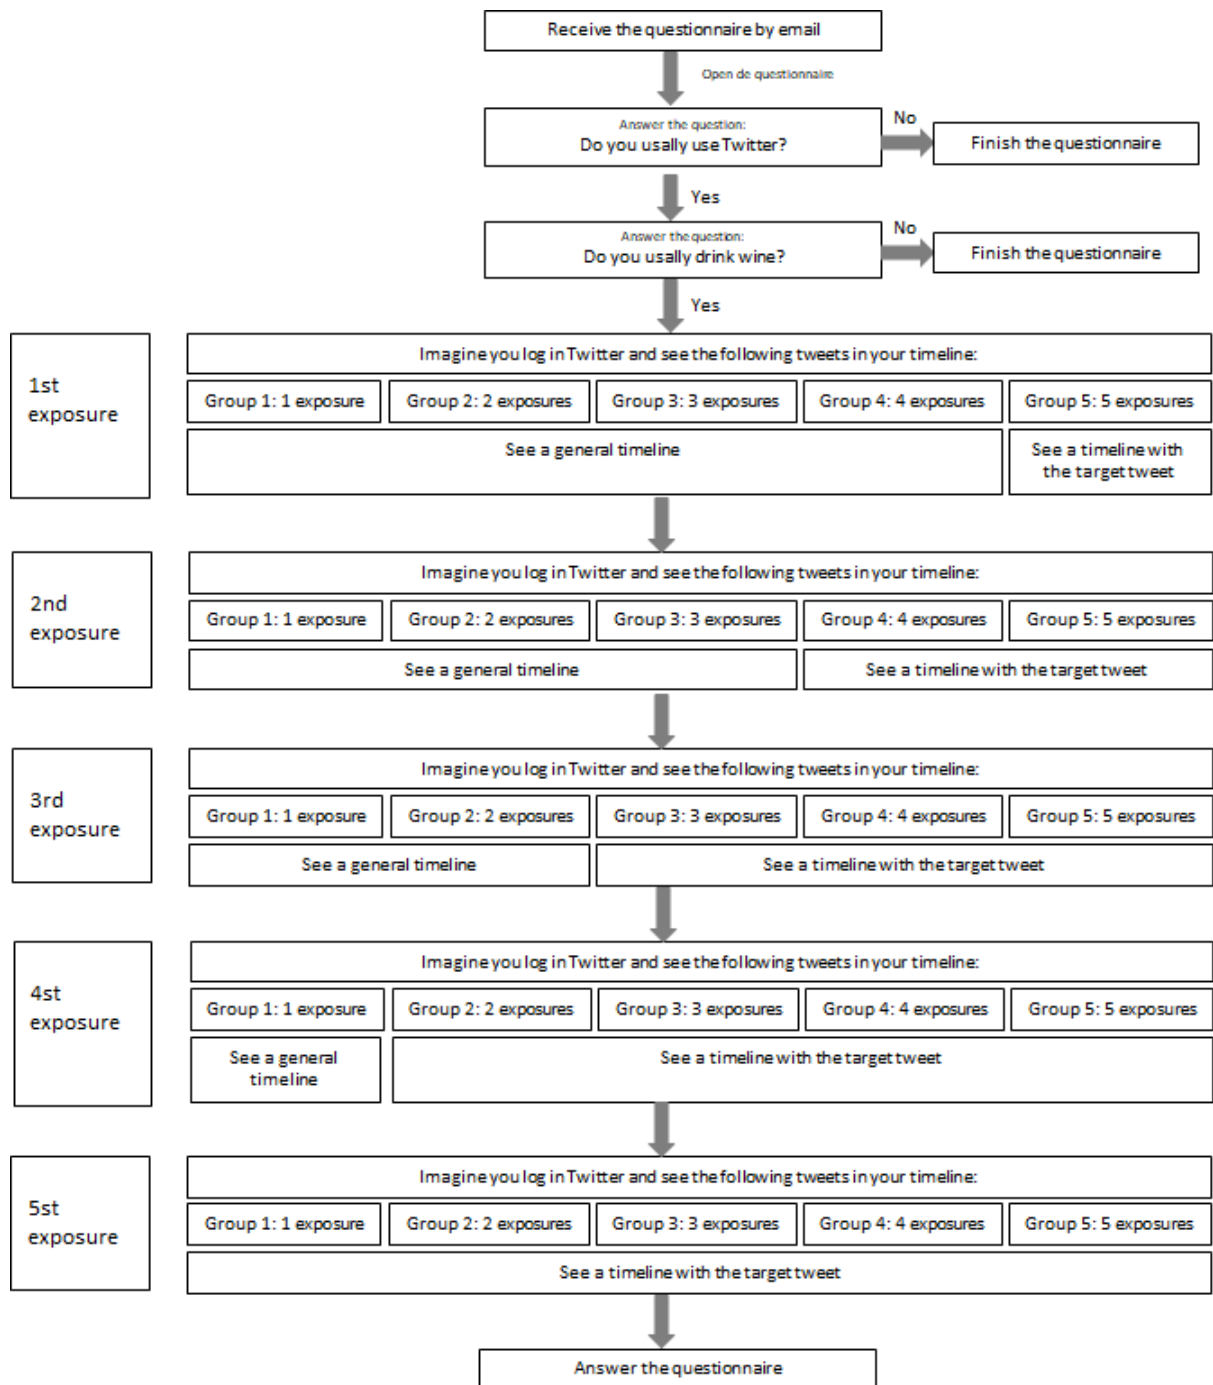 Receive the questionnaire by email
Open de questionnaire
Answer the question:
Do you usally use Twitter?
No
Finish the questionnaire
Yes
Answer the question:
Do you usally drink wine?
No
Finish the questionnaire
Yes
1st
exposure
Imagine you log in Twitter and see the following tweets in your timeline:
Group 1: 1 exposure
Group 2: 2 exposures
Group 3: 3 exposures
Group 4: 4 exposures
Group 5: 5 exposures
See a general timeline
See a timeline with
the target tweet
2nd
exposure
Imagine you log in Twitter and see the following tweets in your timeline:
Group 1: 1 exposure
Group 2: 2 exposures
Group 3: 3 exposures
Group 4: 4 exposures
Group 5: 5 exposures
See a general timeline
See a timeline with the target tweet
3rd
exposure
Imagine you log in Twitter and see the following tweets in your timeline:
Group 1: 1 exposure
Group 2: 2 exposures
Group 3: 3 exposures
Group 4: 4 exposures
Group 5: 5 exposures
See a general timeline
See a timeline with the target tweet
4st
exposure
Imagine you log in Twitter and see the following tweets in your timeline:
Group 1: 1 exposure
Group 2: 2 exposures
Group 3: 3 exposures
Group 4: 4 exposures
Group 5: 5 exposures
See a general
timeline
See a timeline with the target tweet
5st
exposure
Imagine you log in Twitter and see the following tweets in your timeline:
Group 1: 1 exposure
Group 2: 2 exposures
Group 3: 3 exposures
Group 4: 4 exposures
Group 5: 5 exposures
See a timeline with the target tweet
Answer the questionnaire